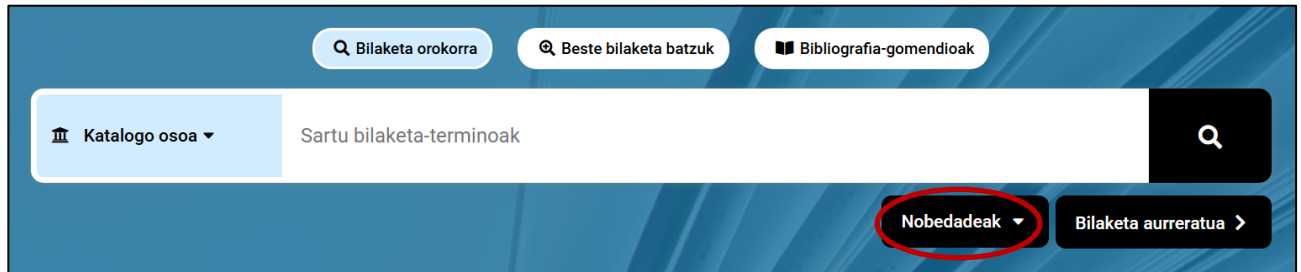 Bilaketa orokorra Beste bilaketa batzuk Bibliografia-gomendioak
Katalogo osoa Sartu bilaketa-terminoak
Nobedadeak Bilaketa aurreratua